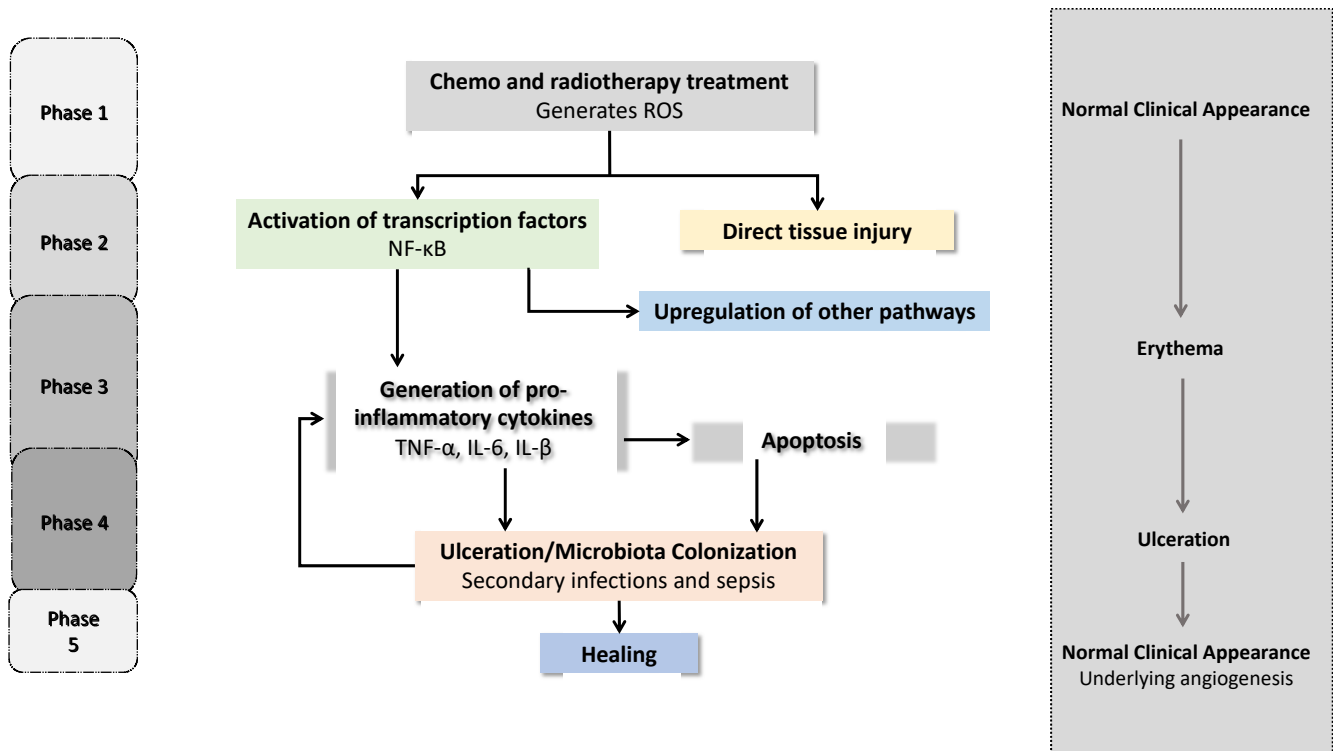 Phase 1
Phase 2
Phase 3
Phase 4
Phase
5
Chemo and radiotherapy treatment
Generates ROS
Activation of transcription factors
NF-κB
Direct tissue injury
Upregulation of other pathways
Generation of pro-
inflammatory cytokines
TNF-α, IL-6, IL-β
Apoptosis
Ulceration/Microbiota Colonization
Secondary infections and sepsis
Healing
Normal Clinical Appearance
Erythema
Ulceration
Normal Clinical Appearance
Underlying angiogenesis